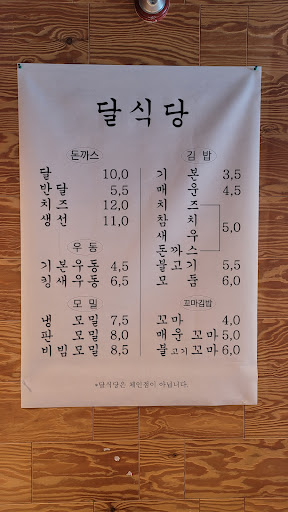 달식당
돈까스
달 10,0
반달 5,5
치즈 12,0
생선 11,0
우동
기본우동 4,5
킹새우동 6,5
모밀
냉 모밀 7,5
판 모밀 8,0
비빔모밀 8,5
김밥
기본 3,5
매운 4,5
치즈
참치
새우 5,0
돈까스
불고기 5,5
모듬 6,0
꼬마김밥
꼬마 4,0
매운 꼬마 5,0
불고기꼬마 6,0
*달식당은 체인점이 아닙니다.